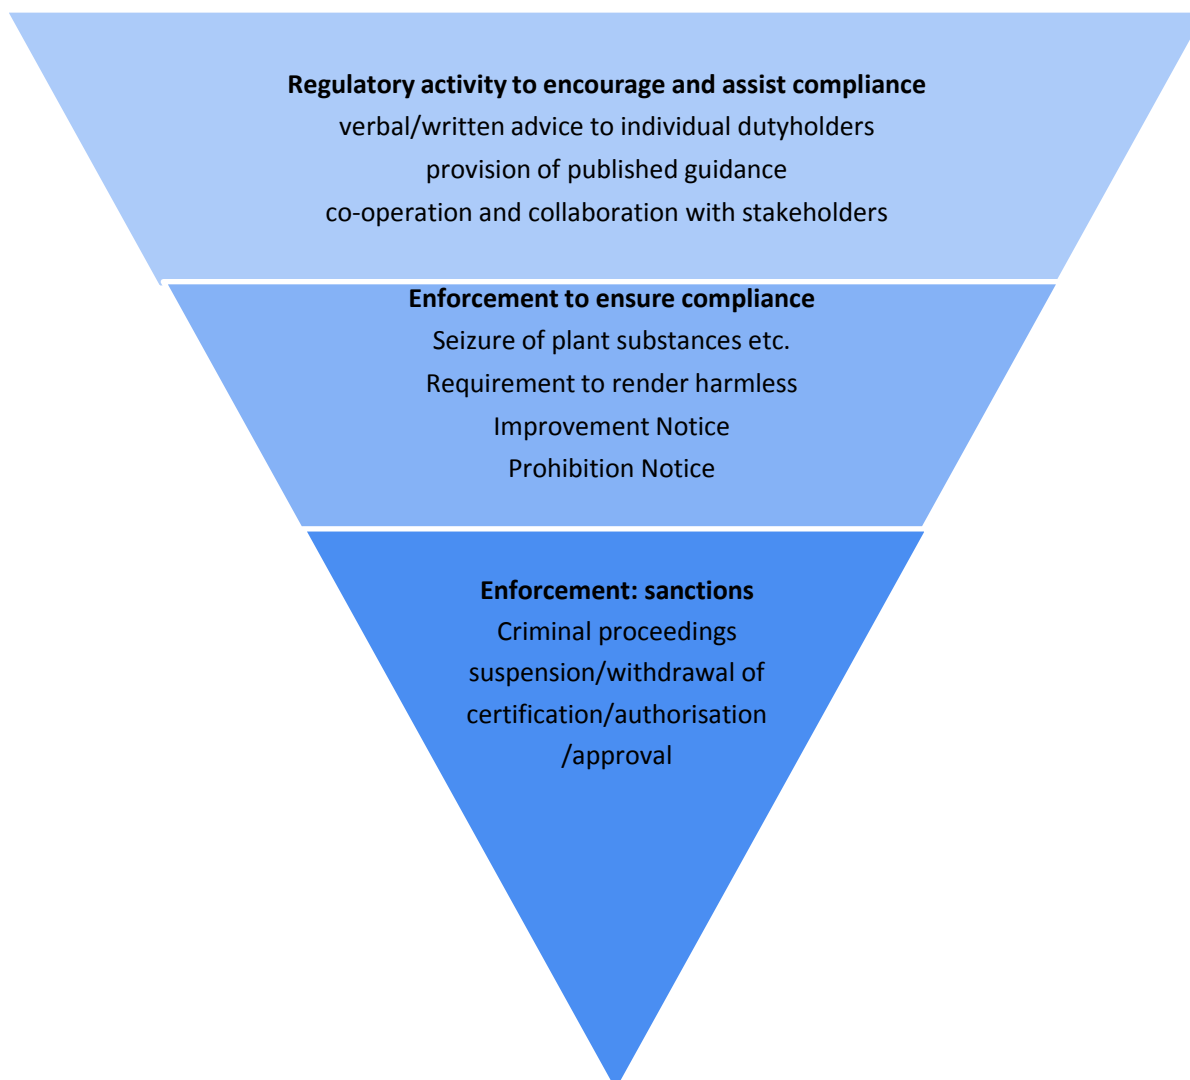 Regulatory activity to encourage and assist compliance
verbal/written advice to individual dutyholders
provision of published guidance
co-operation and collaboration with stakeholders
Enforcement to ensure compliance
Seizure of plant substances etc.
Requirement to render harmless
Improvement Notice
Prohibition Notice
Enforcement: sanctions
Criminal proceedings
suspension/withdrawal of
certification/authorisation
/approval